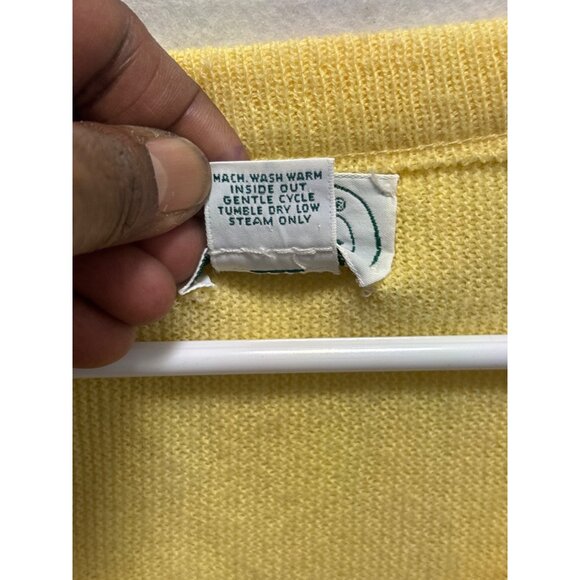 MACH. WASH WARM
INSIDE OUT
GENTLE CYCLE
TUMBLE DRY LOW
STEAM ONLY
®